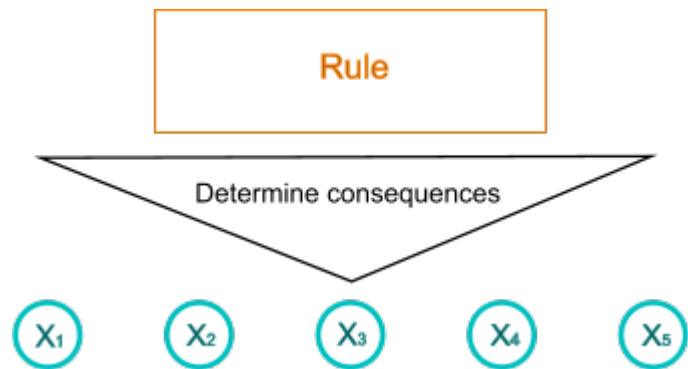 Rule
Determine consequences
X₁ X₂ X₃ X₄ X₅